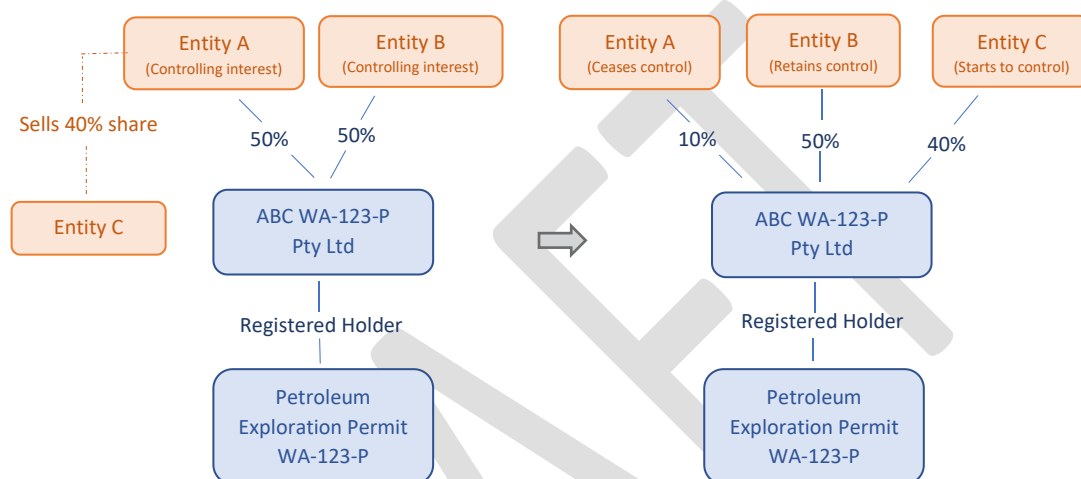 Entity A
(Controlling interest)
Entity B
(Controlling interest)
Sells 40% share
50%
50%
Entity C
ABC WA-123-P
Pty Ltd
Registered Holder
Petroleum
Exploration Permit
WA-123-P
Entity A
(Ceases control)
Entity B
(Retains control)
Entity C
(Starts to control)
10%
50%
40%
ABC WA-123-P
Pty Ltd
Registered Holder
Petroleum
Exploration Permit
WA-123-P